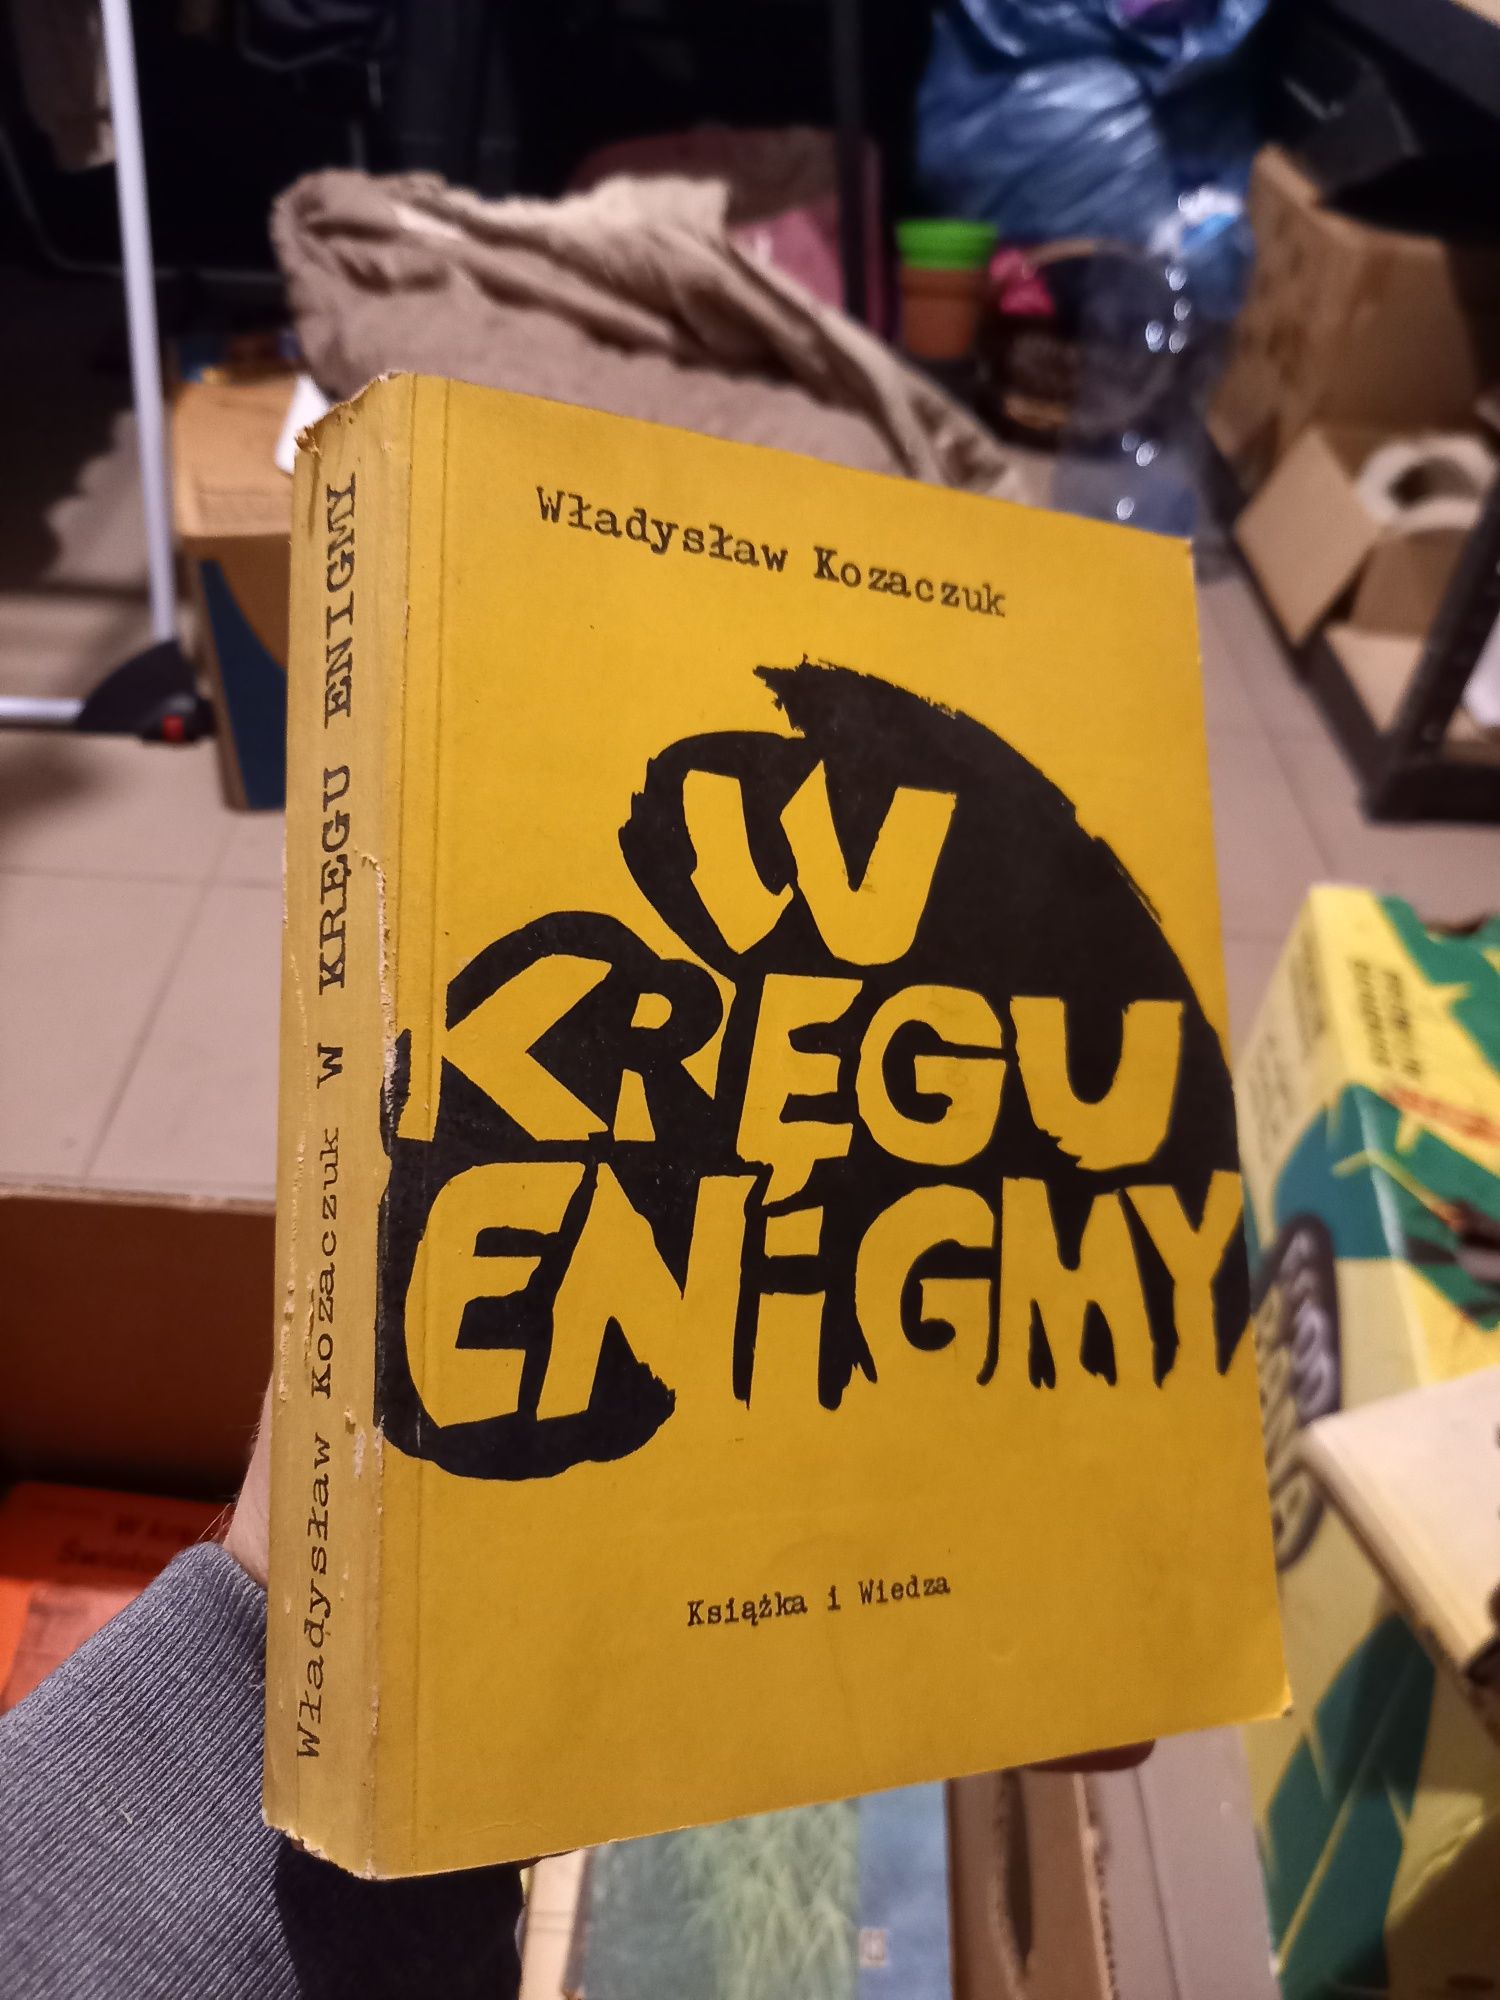 Władysław Kozaczuk
W
KRĘGU
ENiGMY
Książka i Wiedza
Władysław Kozaczuk W KRĘGU ENIGMY